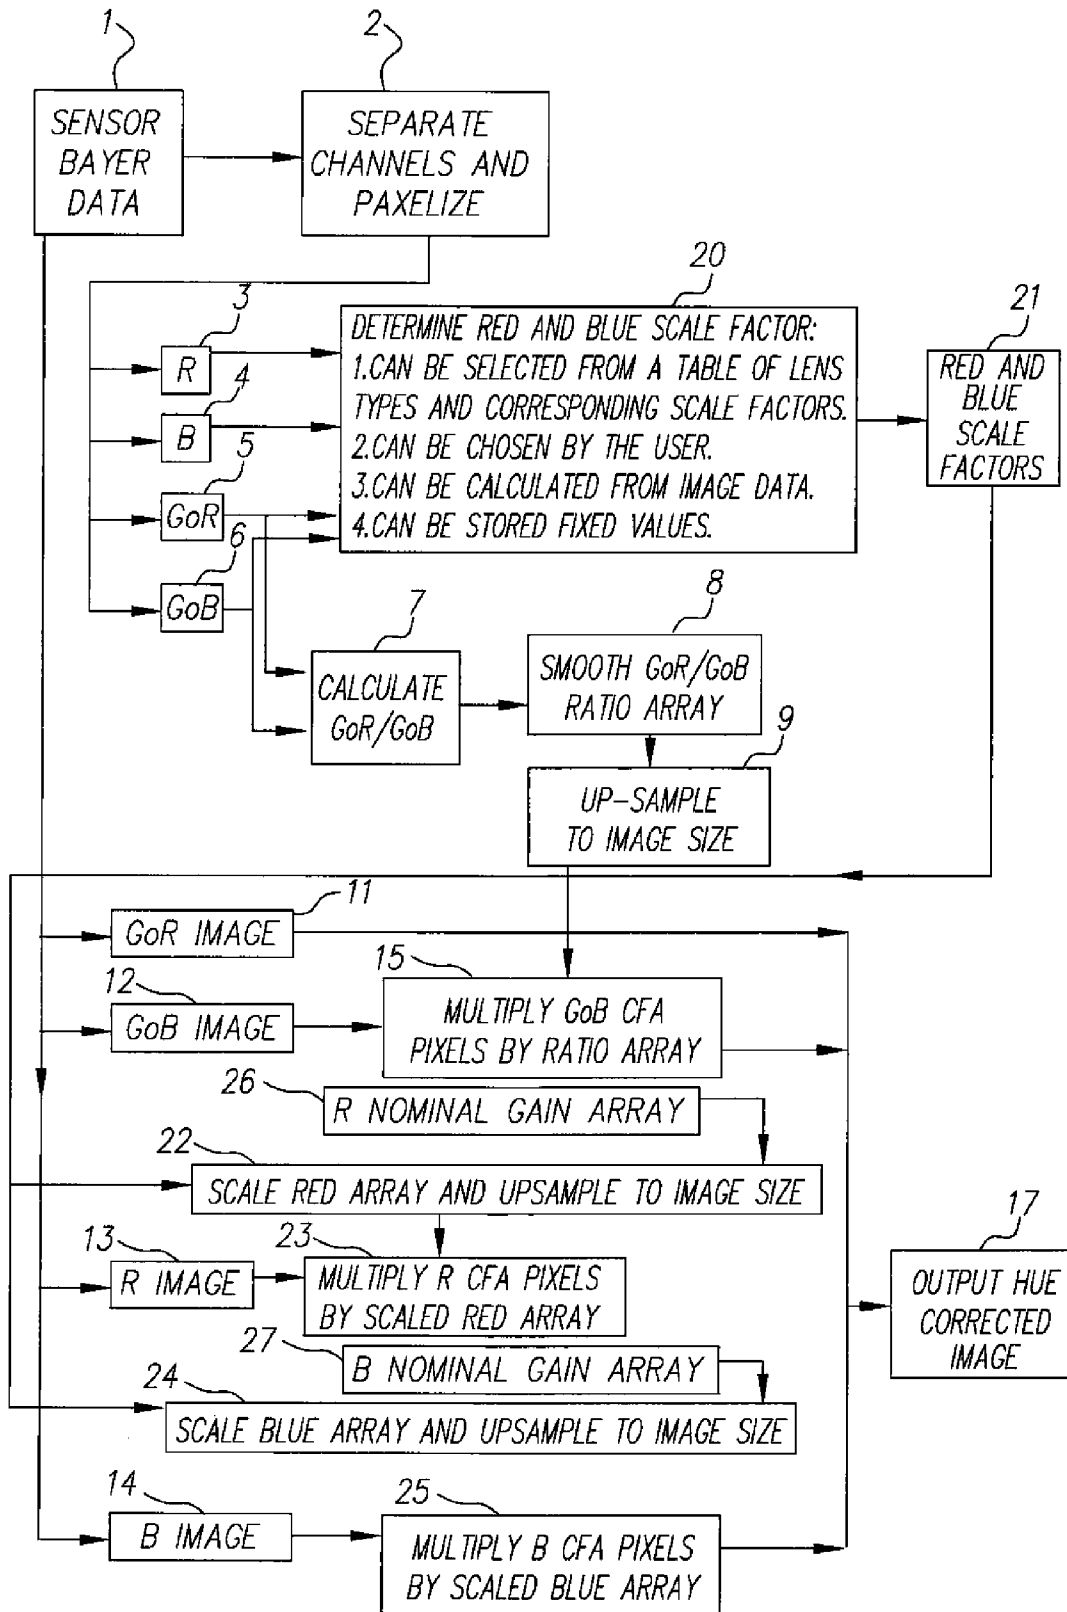 1
2
SENSOR
BAYER
DATA
SEPARATE
CHANNELS AND
PAXELIZE
20
21
3
R
4
B
5
GoR
6
GoB
DETERMINE RED AND BLUE SCALE FACTOR:
1.CAN BE SELECTED FROM A TABLE OF LENS
TYPES AND CORRESPONDING SCALE FACTORS.
2.CAN BE CHOSEN BY THE USER.
3.CAN BE CALCULATED FROM IMAGE DATA.
4.CAN BE STORED FIXED VALUES.
RED AND
BLUE
SCALE
FACTORS
7
CALCULATE
GoR/GoB
8
SMOOTH GoR/GoB
RATIO ARRAY
9
UP-SAMPLE
TO IMAGE SIZE
11
GoR IMAGE
12
GoB IMAGE
15
MULTIPLY GoB CFA
PIXELS BY RATIO ARRAY
26
R NOMINAL GAIN ARRAY
22
SCALE RED ARRAY AND UPSAMPLE TO IMAGE SIZE
13
R IMAGE
23
MULTIPLY R CFA PIXELS
BY SCALED RED ARRAY
17
OUTPUT HUE
CORRECTED
IMAGE
27
B NOMINAL GAIN ARRAY
24
SCALE BLUE ARRAY AND UPSAMPLE TO IMAGE SIZE
14
B IMAGE
25
MULTIPLY B CFA PIXELS
BY SCALED BLUE ARRAY